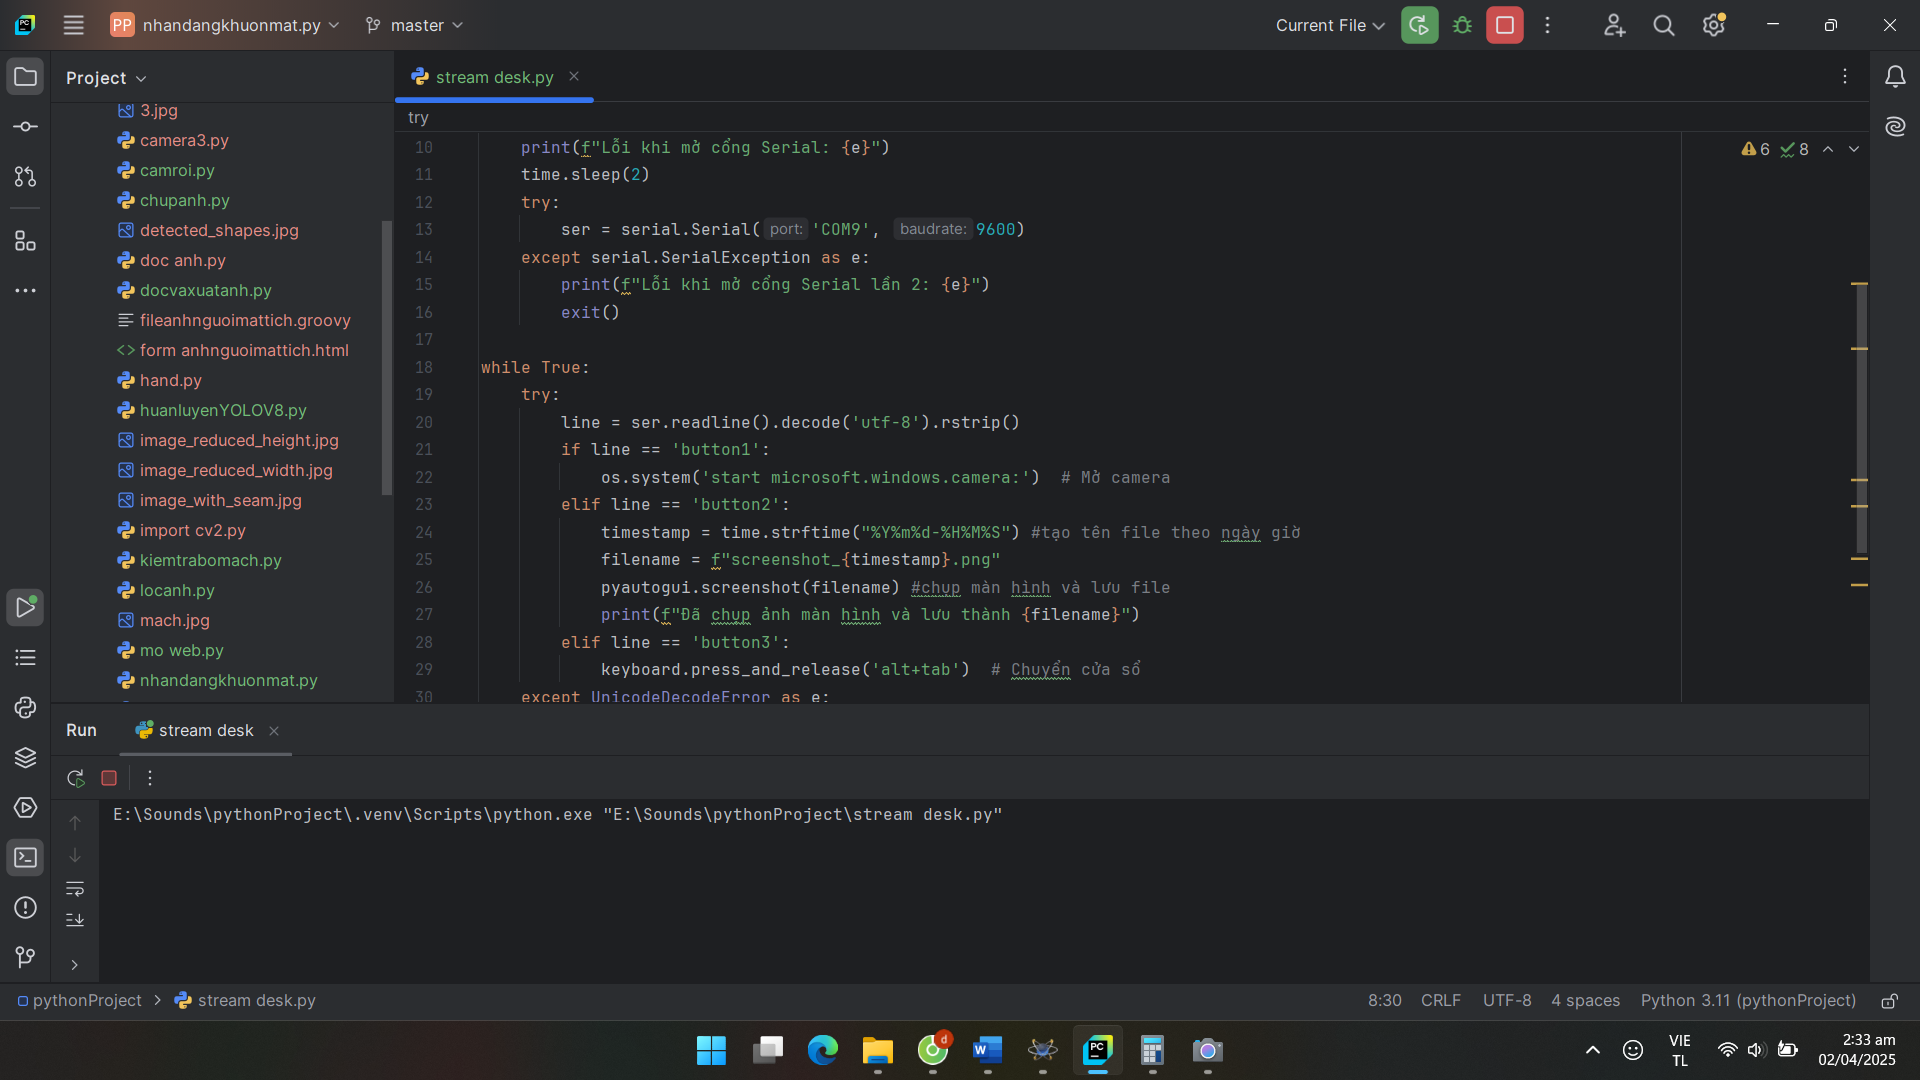 PP nhandangkhuonmat.py master Current File
Project
3.jpg
camera3.py
camroi.py
chupanh.py
detected_shapes.jpg
doc anh.py
docvaxuatanh.py
fileanhnguoimattich.groovy
form anhnguoimattich.html
hand.py
huanluyenYOLOV8.py
image_reduced_height.jpg
image_reduced_width.jpg
image_with_seam.jpg
import cv2.py
kiemtrabomach.py
locanh.py
mach.jpg
mo web.py
nhandangkhuonmat.py
stream desk.py
try
6 8
10 print(f"Lỗi khi mở cổng Serial: {e}")
11 time.sleep(2)
12 try:
13 ser = serial.Serial( port: 'COM9', baudrate: 9600)
14 except serial.SerialException as e:
15 print(f"Lỗi khi mở cổng Serial lần 2: {e}")
16 exit()
17
18 while True:
19 try:
20 line = ser.readline().decode('utf-8').rstrip()
21 if line == 'button1':
22 os.system('start microsoft.windows.camera:')  # Mở camera
23 elif line == 'button2':
24 timestamp = time.strftime("%Y%m%d-%H%M%S") #tạo tên file theo ngày giờ
25 filename = f"screenshot_{timestamp}.png"
26 pyautogui.screenshot(filename) #chụp màn hình và lưu file
27 print(f"Đã chụp ảnh màn hình và lưu thành {filename}")
28 elif line == 'button3':
29 keyboard.press_and_release('alt+tab')  # Chuyển cửa sổ
30 except UnicodeDecodeError as e:
Run stream desk
E:\Sounds\pythonProject\.venv\Scripts\python.exe "E:\Sounds\pythonProject\stream desk.py"
pythonProject > stream desk.py 8:30 CRLF UTF-8 4 spaces Python 3.11 (pythonProject)
VIE
TL
2:33 am
02/04/2025